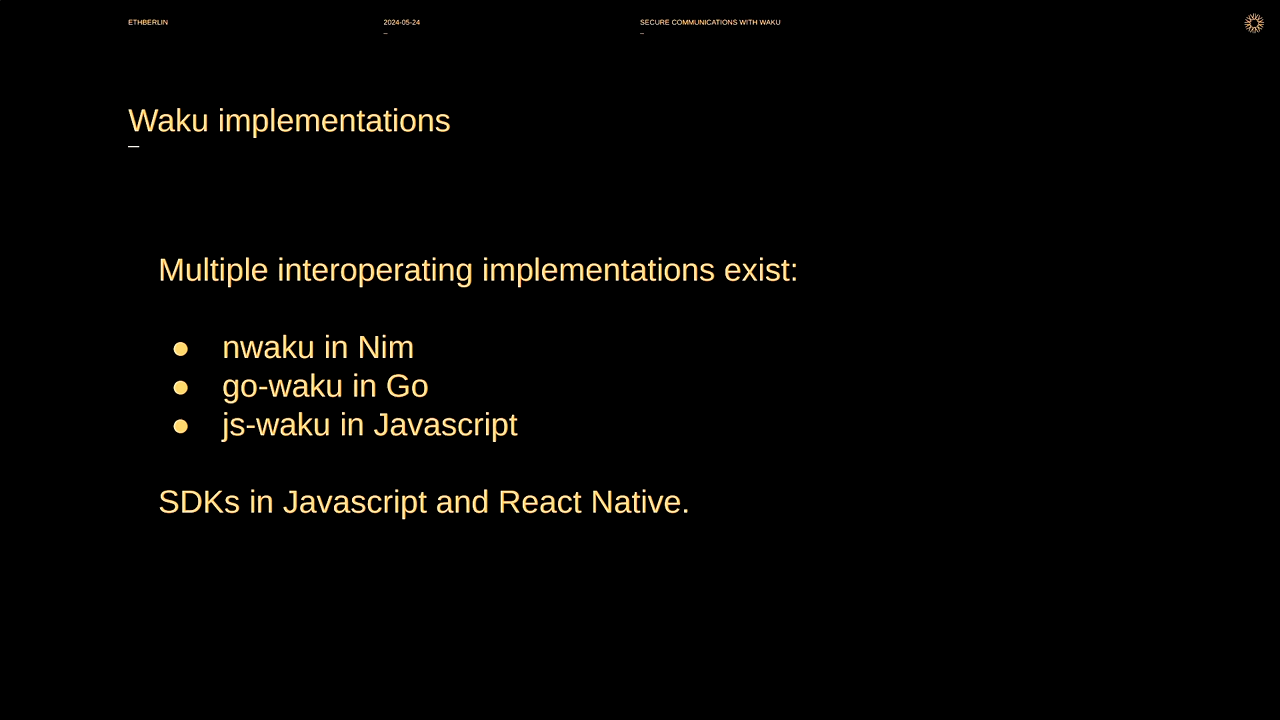 ETHBERLIN
2024-05-24
SECURE COMMUNICATIONS WITH WAKU
Waku implementations
Multiple interoperating implementations exist:
● nwaku in Nim
● go-waku in Go
● js-waku in Javascript
SDKs in Javascript and React Native.